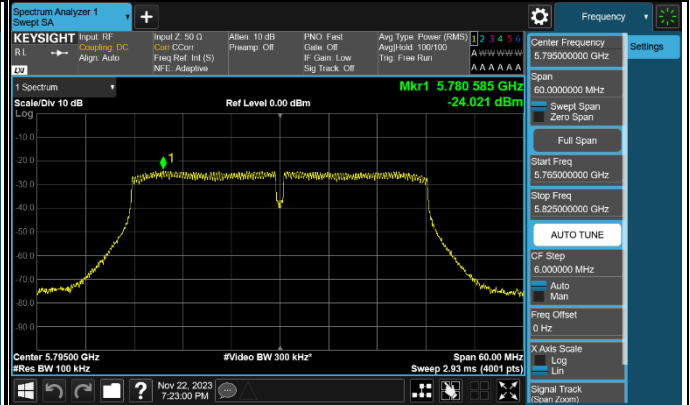 Spectrum Analyzer 1
Swept SA
+
Frequency
KEYSIGHT
RL
LXI
Input: RF
Coupling: DC
Align: Auto
Input Z: 50 Ω
Corr CCorr
Freq Ref: Int (S)
NFE: Adaptive
Atten: 10 dB
Preamp: Off
PNO: Fast
Gate: Off
IF Gain: Low
Sig Track: Off
Avg Type: Power (RMS)
Avg|Hold: 100/100
Trig: Free Run
1 2 3 4 5 6
A W W W W W
A A A A A A
1 Spectrum
Scale/Div 10 dB
Log
Ref Level 0.00 dBm
Mkr1 5.780 585 GHz
-24.021 dBm
1
-10.0
-20.0
-30.0
-40.0
-50.0
-60.0
-70.0
-80.0
-90.0
Center 5.79500 GHz
#Res BW 100 kHz
#Video BW 300 kHz*
Span 60.00 MHz
Sweep 2.93 ms (4001 pts)
Center Frequency
5.795000000 GHz
Settings
Span
60.0000000 MHz
Swept Span
Zero Span
Full Span
Start Freq
5.765000000 GHz
Stop Freq
5.825000000 GHz
AUTO TUNE
CF Step
6.000000 MHz
Auto
Man
Freq Offset
0 Hz
X Axis Scale
Log
Lin
Signal Track
(Span Zoom)
?
Nov 22, 2023
7:23:00 PM